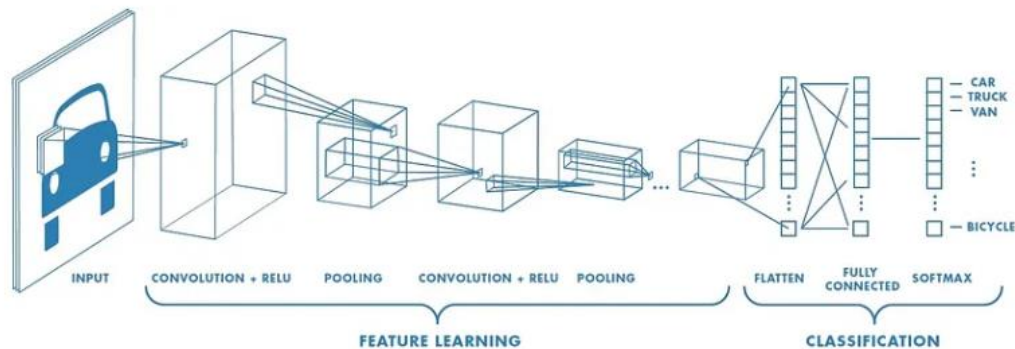 CAR
TRUCK
VAN
BICYCLE
INPUT
CONVOLUTION + RELU
POOLING
CONVOLUTION + RELU
POOLING
FLATTEN
FULLY
CONNECTED
SOFTMAX
FEATURE LEARNING
CLASSIFICATION